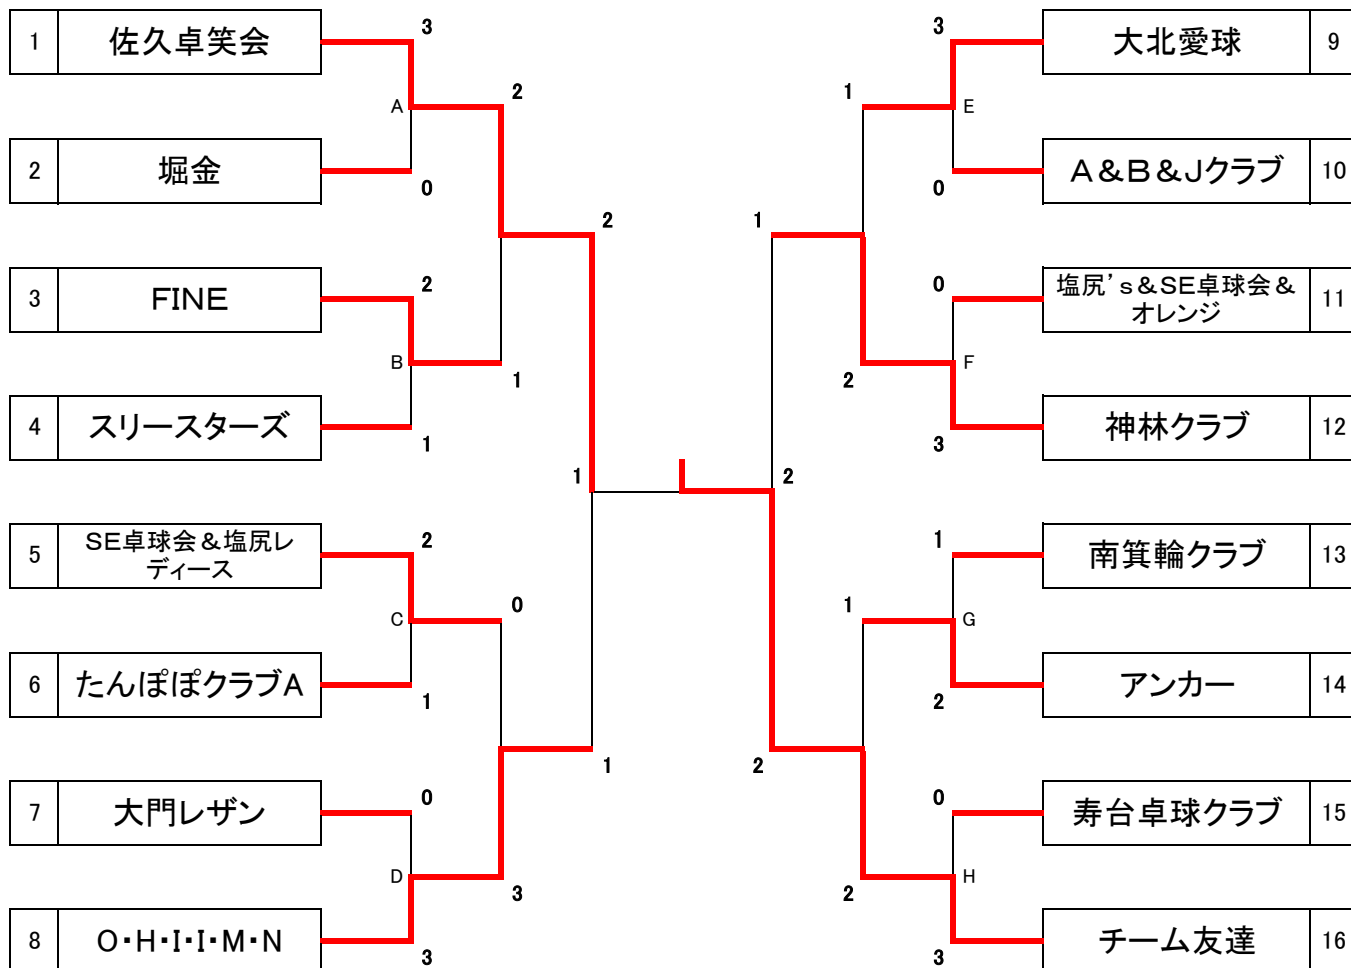 1 佐久卓笑会 3
A 2
2 堀金 0
2
3 FINE 2
B 1
4 スリースターズ 1
1
5 SE卓球会&塩尻レ
ディース 2
C 0
6 たんぽぽクラブA 1
1
7 大門レザン 0
D 3
8 O・H・I・I・M・N 3
3 大北愛球 9
1 E
0 A&B&Jクラブ 10
1
0 塩尻's&SE卓球会&
オレンジ 11
2 F
3 神林クラブ 12
2
1 南箕輪クラブ 13
1 G
2 アンカー 14
2
0 寿台卓球クラブ 15
2 H
3 チーム友達 16